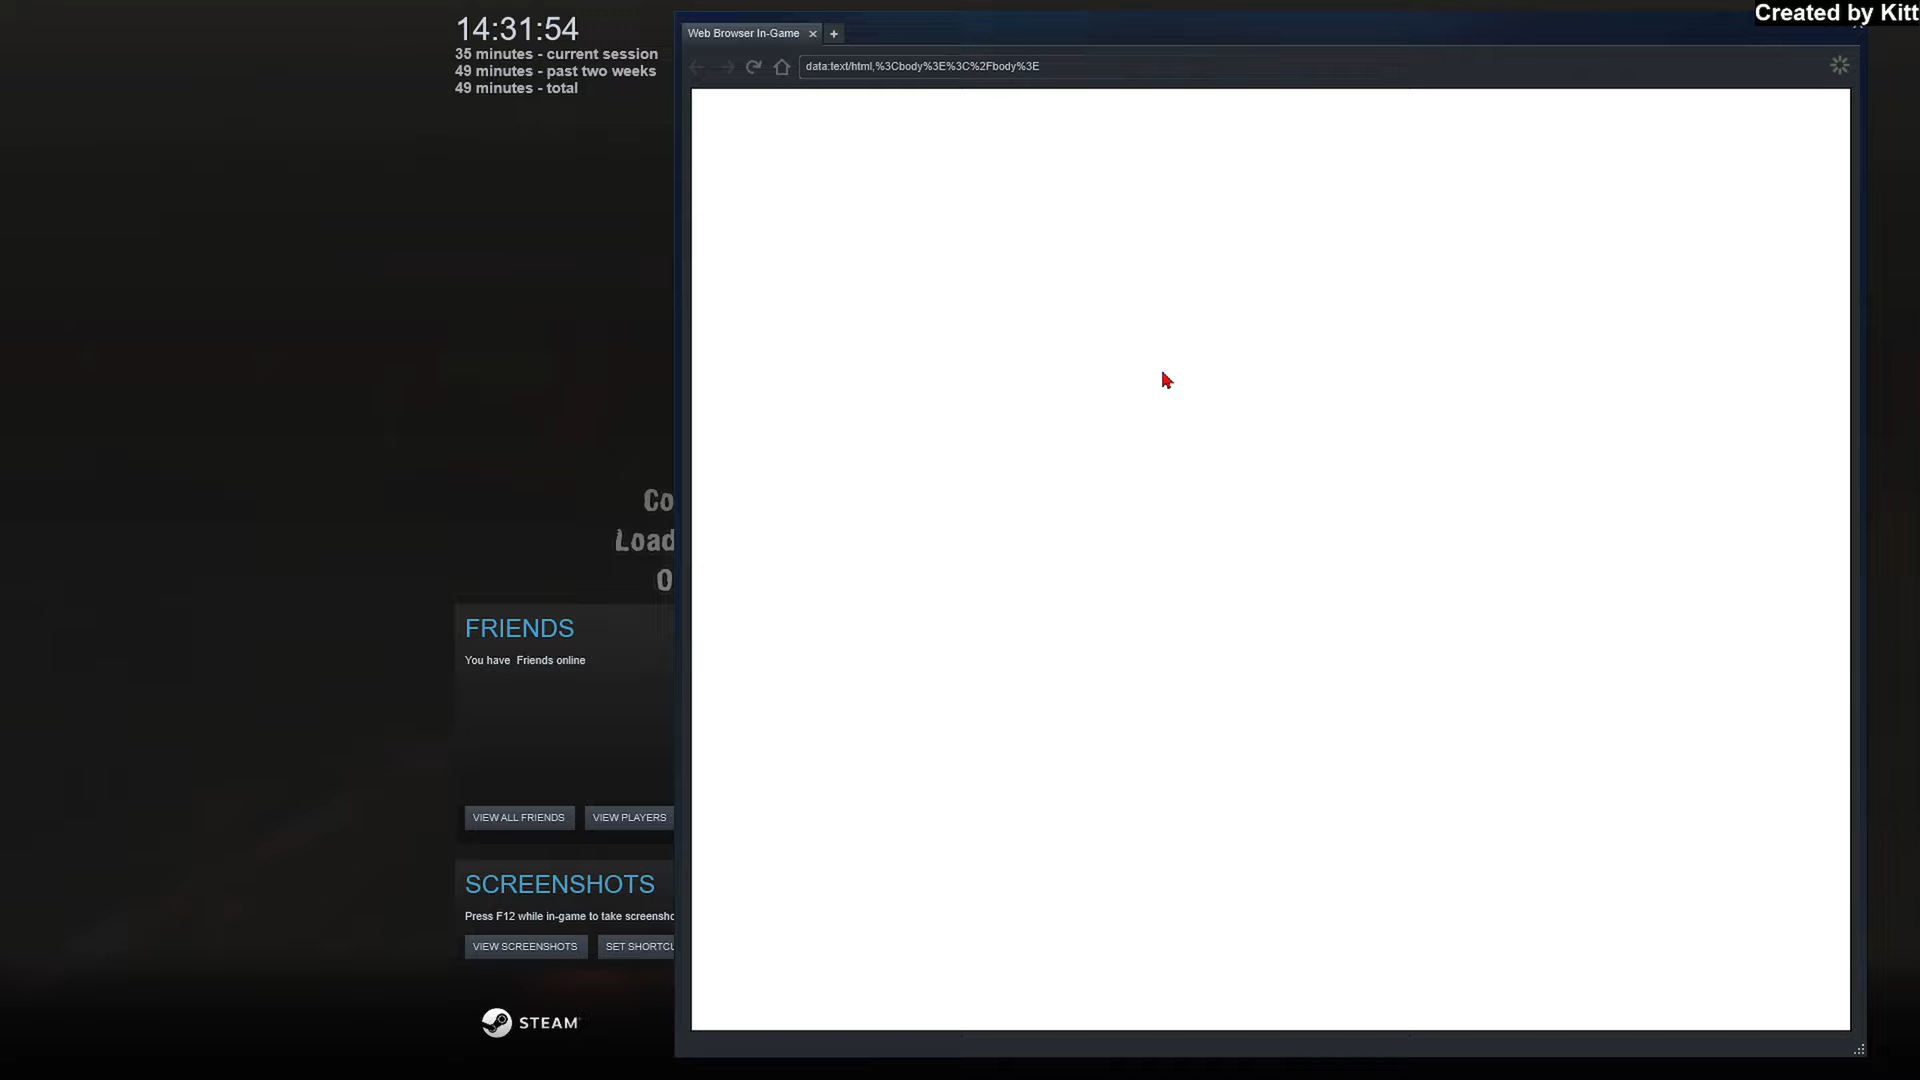 Created by Kitt
14:31:54
35 minutes - current session
49 minutes - past two weeks
49 minutes - total
Web Browser In-Game
data:text/html,%3Cbody%3E%3C%2Fbody%3E
Co
Load
O
FRIENDS
You have Friends online
VIEW ALL FRIENDS
VIEW PLAYERS
SCREENSHOTS
Press F12 while in-game to take screensho
VIEW SCREENSHOTS
SET SHORTCU
STEAM